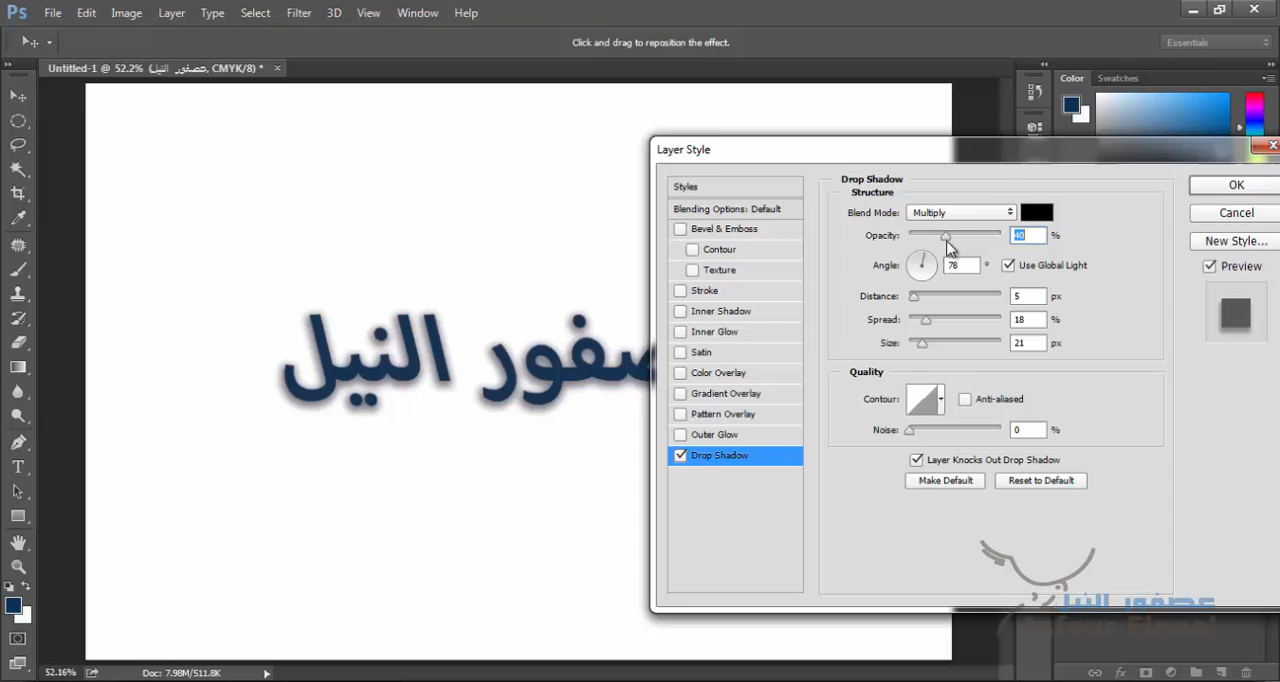 Ps File Edit Image Layer Type Select Filter 3D View Window Help
Click and drag to reposition the effect.
Essentials
Untitled-1 @ 52.2% (عصفور النيل, CMYK/8) *
Color Swatches
Layer Style
Styles
Blending Options: Default
Bevel & Emboss
Contour
Texture
Stroke
Inner Shadow
Inner Glow
Satin
Color Overlay
Gradient Overlay
Pattern Overlay
Outer Glow
Drop Shadow
Drop Shadow
Structure
Blend Mode: Multiply
Opacity: 40 %
Angle: 78 ° Use Global Light
Distance: 5 px
Spread: 18 %
Size: 21 px
Quality
Contour: Anti-aliased
Noise: 0 %
Layer Knocks Out Drop Shadow
Make Default Reset to Default
OK
Cancel
New Style...
Preview
صفور النيل
عصفور النيل
52.16% Doc: 7.98M/511.8K